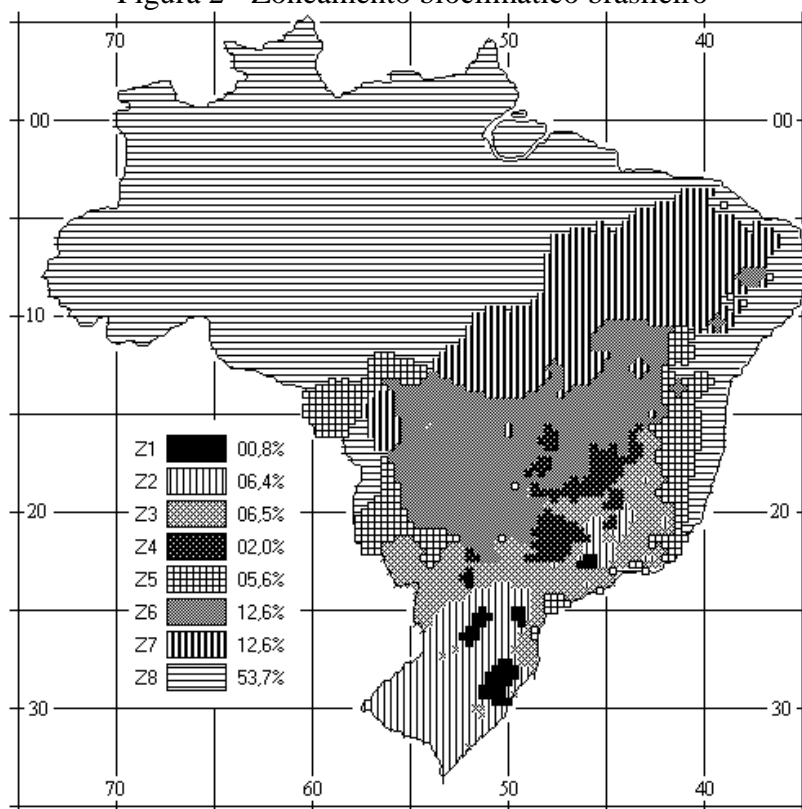 Figura 2 - Zoneamento bioclimático brasileiro
70 50 40
00 00
10
Z1 00,8%
Z2 06,4%
Z3 06,5%
Z4 02,0%
20 20
Z5 05,6%
Z6 12,6%
Z7 12,6%
Z8 53,7%
30 30
70 60 50 40